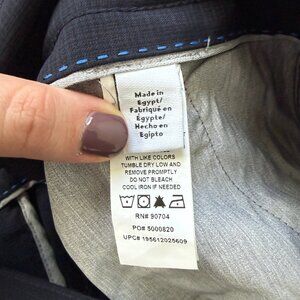 Made in
Egypt/
Fabriqué en
Égypte/
Hecho en
Egipto
WITH LIKE COLORS
TUMBLE DRY LOW AND
REMOVE PROMPTLY
DO NOT BLEACH
COOL IRON IF NEEDED
RN# 90704
PO# 5000820
UPC# 195612025609